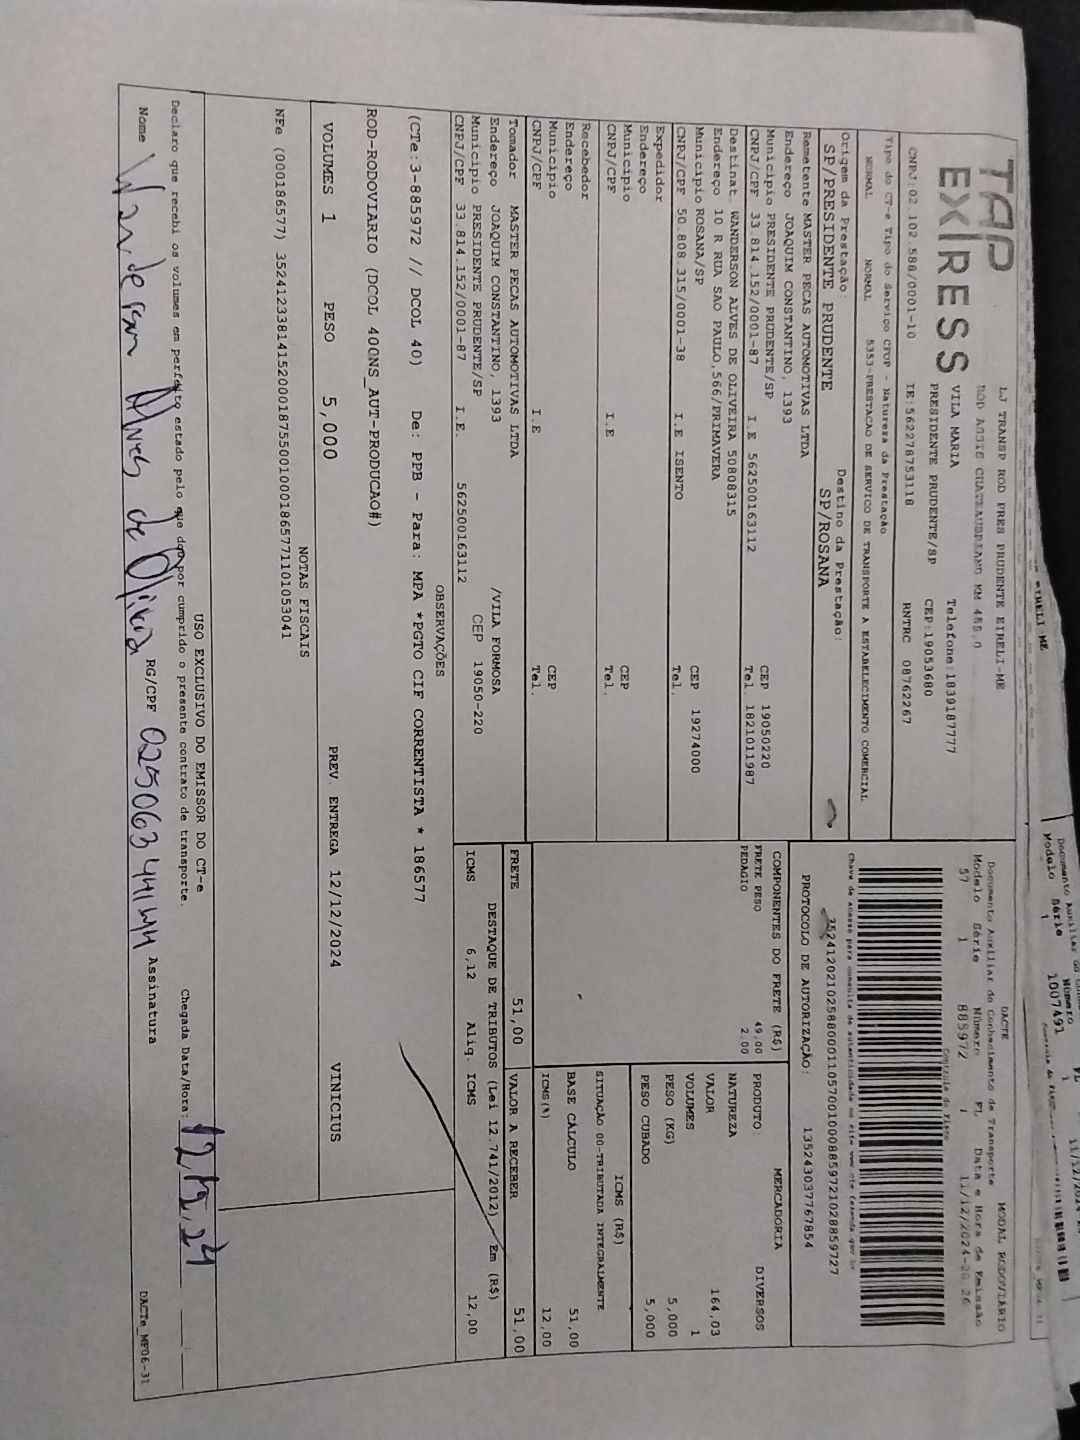 TAP
EX/RESS
LJ TRANSP ROD PRES PRUDENTE EIRELI-ME
ROD ASSIS CHATEAUBRIAND KM 455,0
VILA MARIA Telefone:1839187777
PRESIDENTE PRUDENTE/SP CEP:19053680
CNPJ:02.102.588/0001-10 IE:562278753118 RNTRC 08762267
Tipo do CT-e Tipo do Serviço CFOP - Natureza da Prestação
NORMAL NORMAL 5353-PRESTACAO DE SERVICO DE TRANSPORTE A ESTABELECIMENTO COMERCIAL
Origem da Prestação: Destino da Prestação:
SP/PRESIDENTE PRUDENTE SP/ROSANA
Remetente MASTER PECAS AUTOMOTIVAS LTDA
Endereço JOAQUIM CONSTANTINO, 1393
Municipio PRESIDENTE PRUDENTE/SP CEP 19050220
CNPJ/CPF 33.814.152/0001-87 I.E 562500163112 Tel. 1821011987
Destinat. WANDERSON ALVES DE OLIVEIRA 50808315
Endereço 10 R RUA SAO PAULO,566/PRIMAVERA
Municipio ROSANA/SP CEP 19274000
CNPJ/CPF 50.808.315/0001-38 I.E ISENTO Tel.
Expedidor
Endereço
Municipio CEP
CNPJ/CPF I.E Tel.
Recebedor
Endereço
Municipio CEP
CNPJ/CPF I.E Tel.
Tomador MASTER PECAS AUTOMOTIVAS LTDA
Endereço JOAQUIM CONSTANTINO, 1393 /VILA FORMOSA
Municipio PRESIDENTE PRUDENTE/SP CEP 19050-220
CNPJ/CPF 33.814.152/0001-87 I.E. 562500163112
DACTE MODAL RODOVIÁRIO
Documento Auxiliar do Conhecimento de Transporte
Modelo Série Número FL Data e Hora de Emissão
57 1 885972 1 11/12/2024-20.26
Controle do Fisco
Chave de acesso para consulta de autenticidade no site www.cte.fazenda.gov.br
35241202102588000110570010008859721028859727
PROTOCOLO DE AUTORIZAÇÃO: 135243037767854
COMPONENTES DO FRETE (R$)
FRETE PESO 49,00
PEDAGIO 2,00
PRODUTO: MERCADORIA DIVERSOS
NATUREZA
VALOR 164,03
VOLUMES 1
PESO (KG) 5,000
PESO CUBADO 5,000
ICMS (R$)
SITUAÇÃO 00-TRIBUTADA INTEGRALMENTE
BASE CÁLCULO 51,00
ICMS(%) 12,00
FRETE 51,00 VALOR A RECEBER 51,00
DESTAQUE DE TRIBUTOS (Lei 12.741/2012) Em (R$)
ICMS 6,12 Aliq. ICMS 12,00
OBSERVAÇÕES
(CTe:3-885972 // DCOL 40) De: PPB - Para: MPA *PGTO CIF CORRENTISTA * 186577
ROD-RODOVIARIO (DCOL 40ONS_AUT-PRODUCAO#)
VOLUMES 1 PESO 5,000 PREV. ENTREGA 12/12/2024 VINICIUS
NOTAS FISCAIS
NFe (000186577) 35241233814152000187550010001865771101053041
USO EXCLUSIVO DO EMISSOR DO CT-e
Declaro que recebi os volumes em perfeito estado pelo que dou por cumprido o presente contrato de transporte. Chegada Data/Hora: 12/12/24
Nome Wanderson Alves de Oliveira RG/CPF Assinatura
DACTe_MF06-31
EIRELI-ME
Modelo Série Número
1 1007491